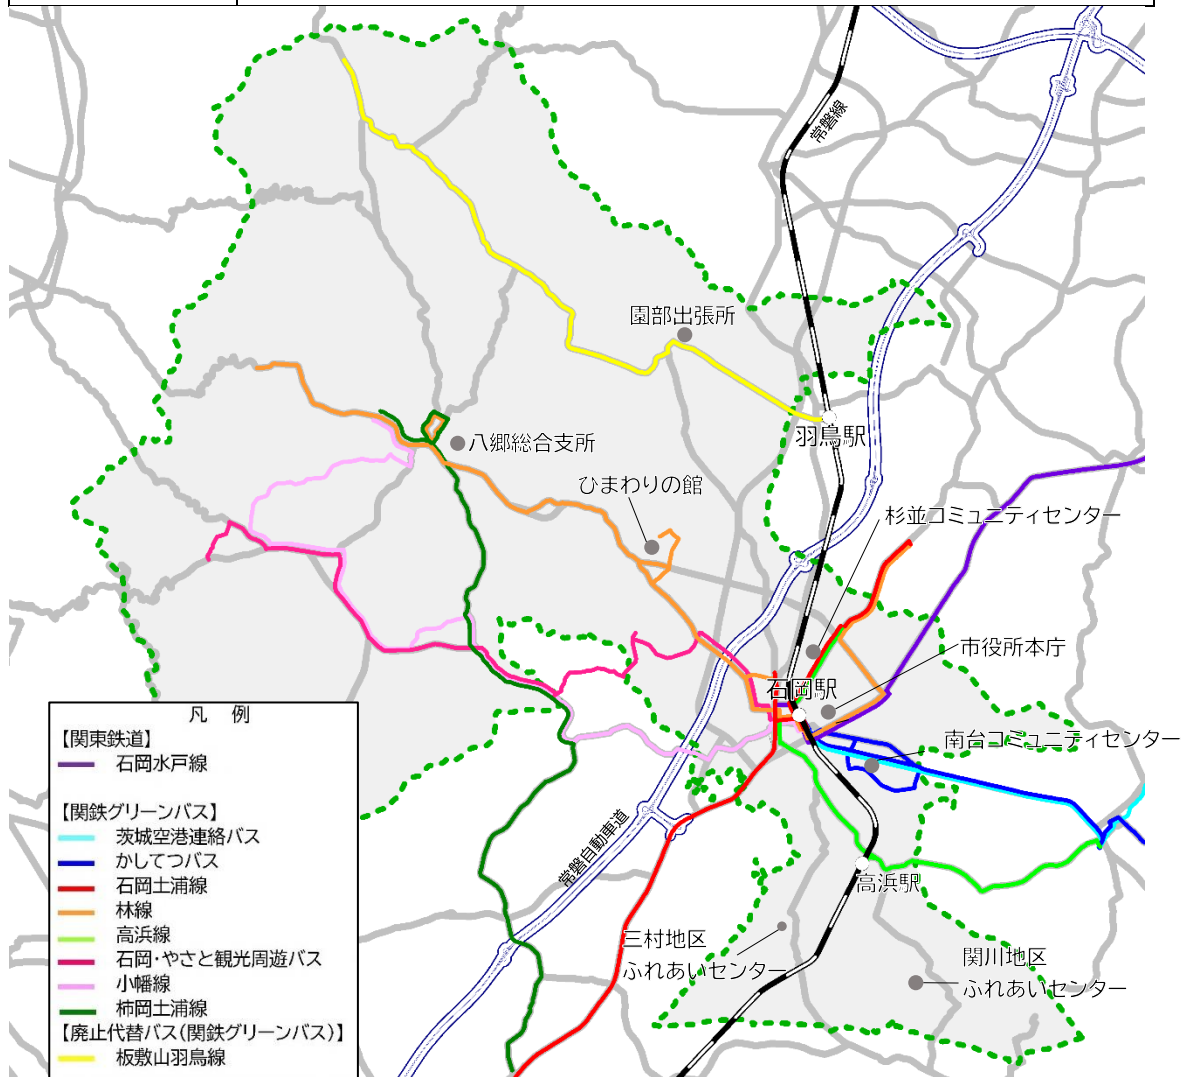 常磐線
園部出張所
羽鳥駅
八郷総合支所
ひまわりの館
杉並コミュニティセンター
市役所本庁
石岡駅
南台コミュニティセンター
常磐自動車道
高浜駅
三村地区
ふれあいセンター
関川地区
ふれあいセンター
凡 例
【関東鉄道】
石岡水戸線
【関鉄グリーンバス】
茨城空港連絡バス
かしてつバス
石岡土浦線
林線
高浜線
石岡・やさと観光周遊バス
小幡線
柿岡土浦線
【廃止代替バス(関鉄グリーンバス)】
板敷山羽鳥線